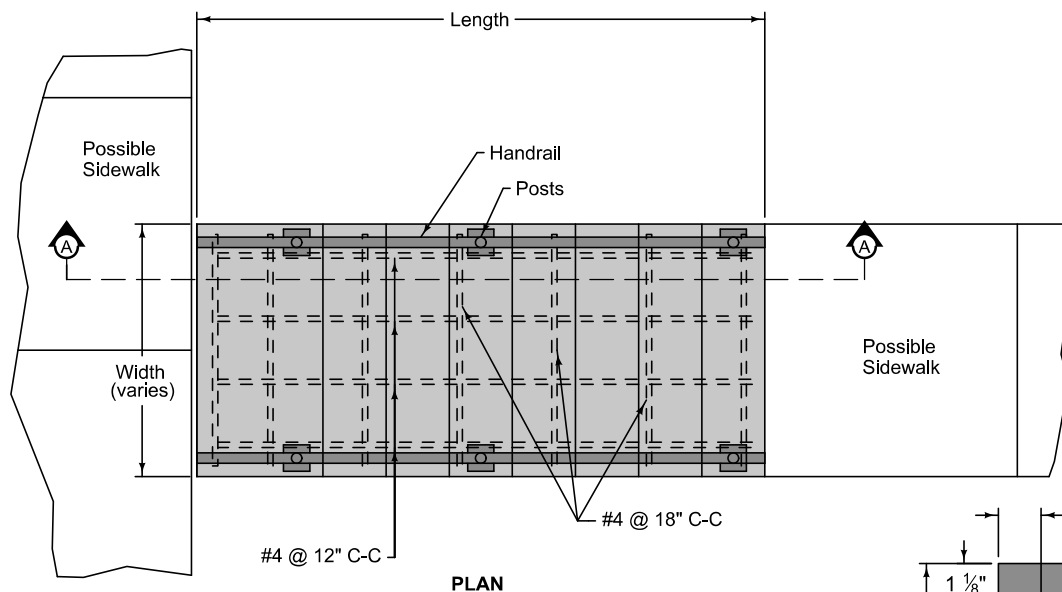 Length
Possible
Sidewalk
Handrail
Posts
A
A
Width
(varies)
Possible
Sidewalk
#4 @ 18" C-C
#4 @ 12" C-C
PLAN
1 ⅛"